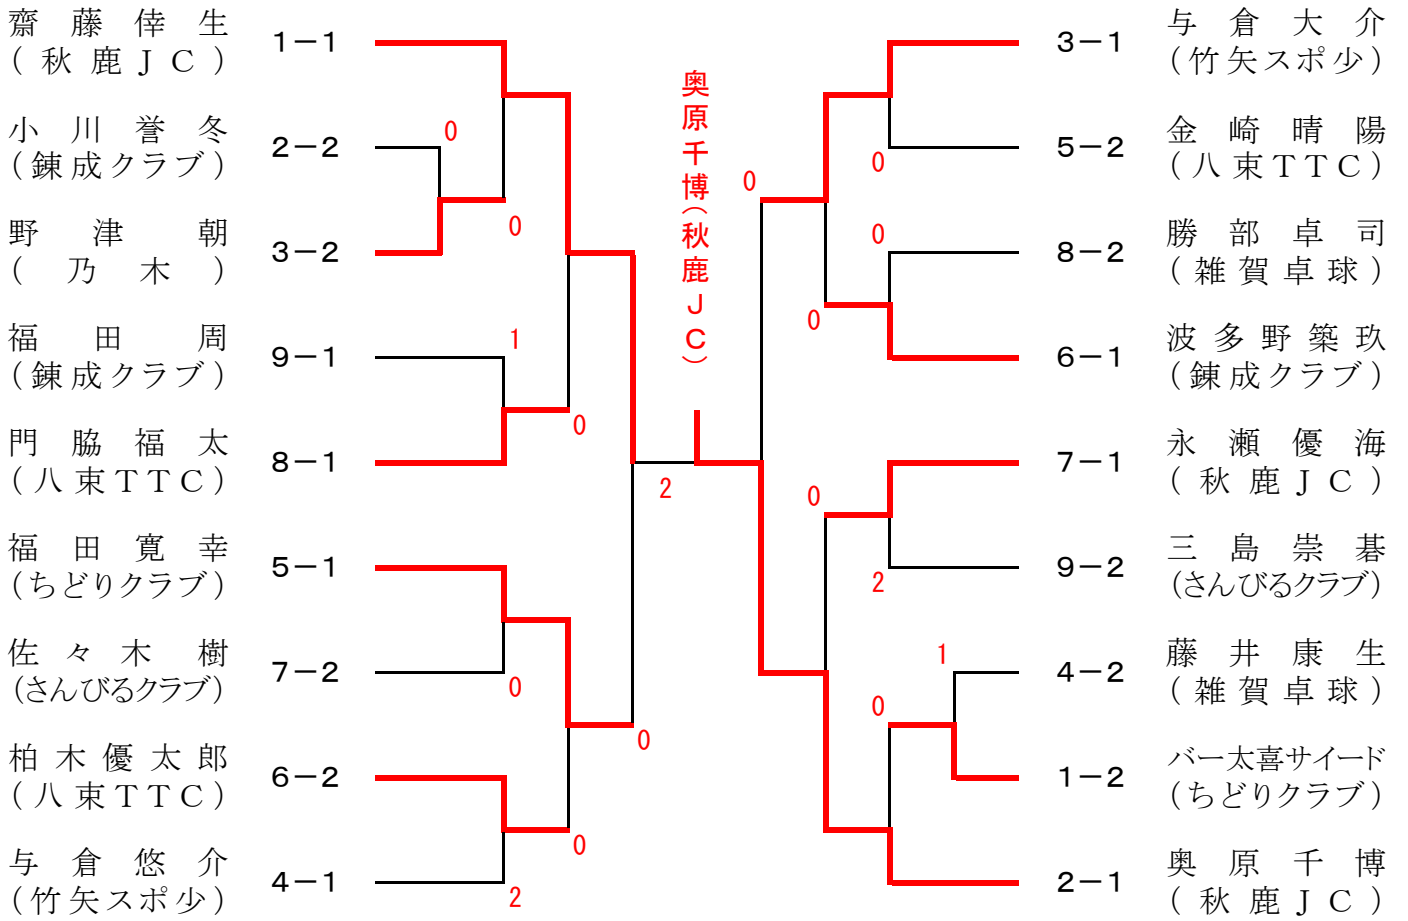 齋藤倖生
(秋鹿ＪＣ)
1－1
小川誉冬
(錬成クラブ)
2－2
0
野津朝
(乃木)
3－2
0
福田周
(錬成クラブ)
9－1
1
門脇福太
(八束ＴＴＣ)
8－1
0
福田寛幸
(ちどりクラブ)
5－1
佐々木樹
(さんびるクラブ)
7－2
0
柏木優太郎
(八束ＴＴＣ)
6－2
0
与倉悠介
(竹矢スポ少)
4－1
2
0
2
奥原千博(秋鹿ＪＣ)
0
与倉大介
(竹矢スポ少)
3－1
金崎晴陽
(八束ＴＴＣ)
5－2
0
勝部卓司
(雑賀卓球)
8－2
0
波多野築玖
(錬成クラブ)
6－1
0
永瀬優海
(秋鹿ＪＣ)
7－1
0
三島崇碁
(さんびるクラブ)
9－2
2
藤井康生
(雑賀卓球)
4－2
1
バー太喜サイード
(ちどりクラブ)
1－2
0
奥原千博
(秋鹿ＪＣ)
2－1